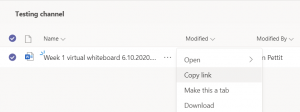 Testing channel
Name Modified Modified By
Week 1 virtual whiteboard 6.10.2020.... ... n Pettit
Open
Copy link
Make this a tab
Download